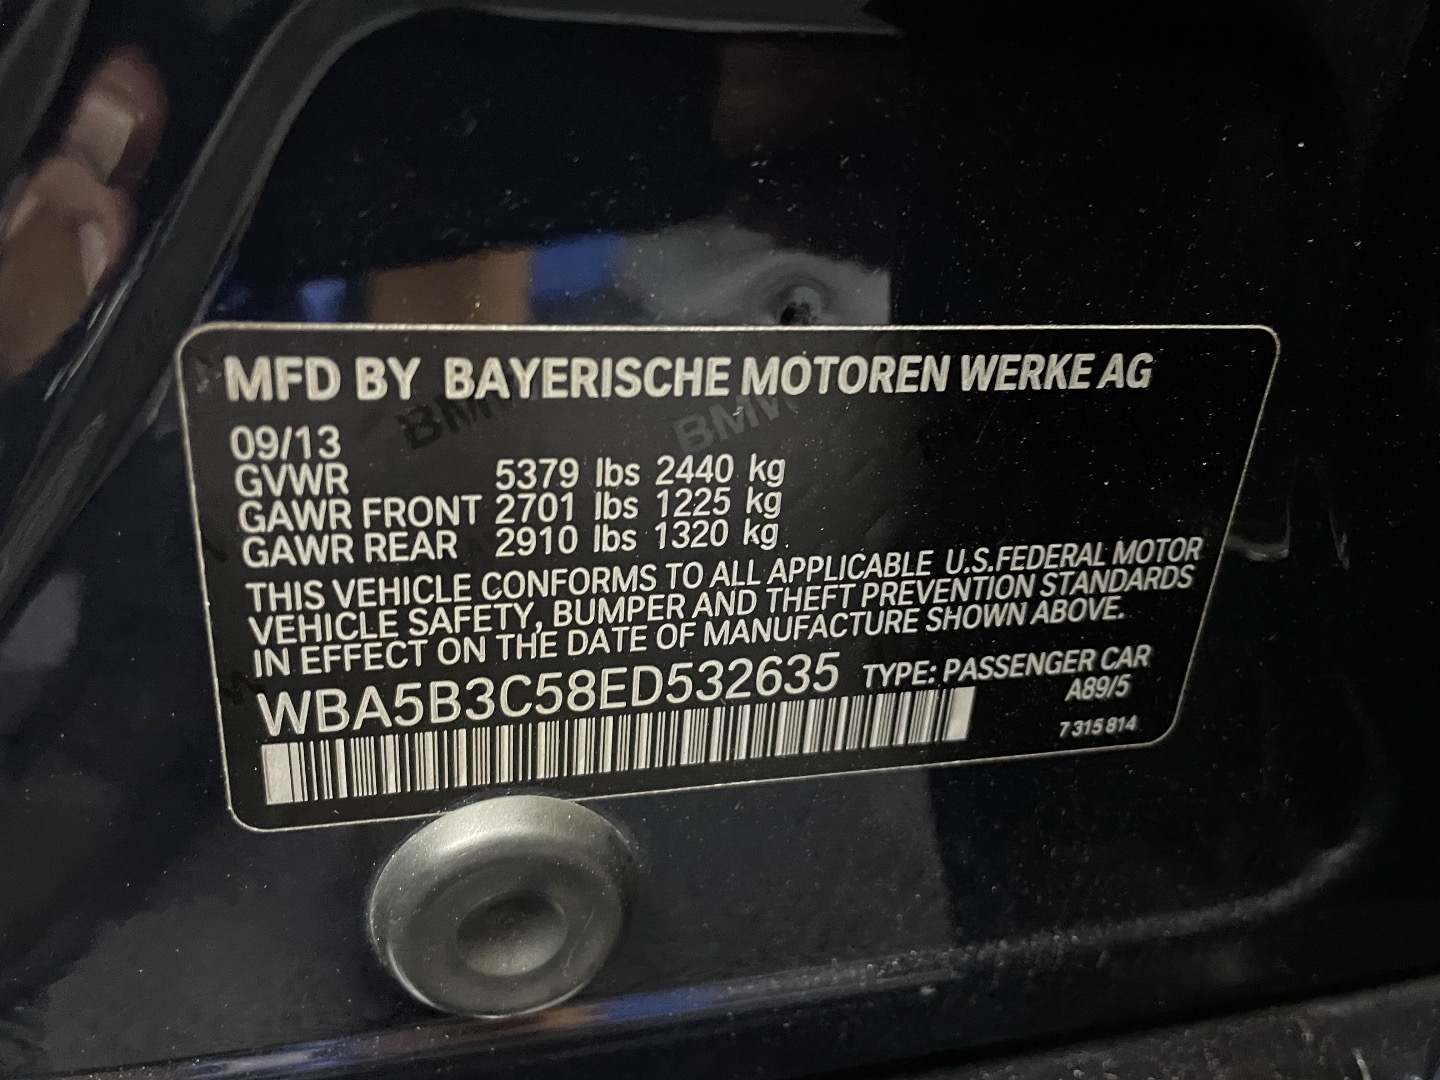 MFD BY BAYERISCHE MOTOREN WERKE AG
09/13
GVWR 5379 lbs 2440 kg
GAWR FRONT 2701 lbs 1225 kg
GAWR REAR 2910 lbs 1320 kg
THIS VEHICLE CONFORMS TO ALL APPLICABLE U.S.FEDERAL MOTOR
VEHICLE SAFETY, BUMPER AND THEFT PREVENTION STANDARDS
IN EFFECT ON THE DATE OF MANUFACTURE SHOWN ABOVE.
WBA5B3C58ED532635 TYPE: PASSENGER CAR
A89/5
7 315 814
BMW
BMW